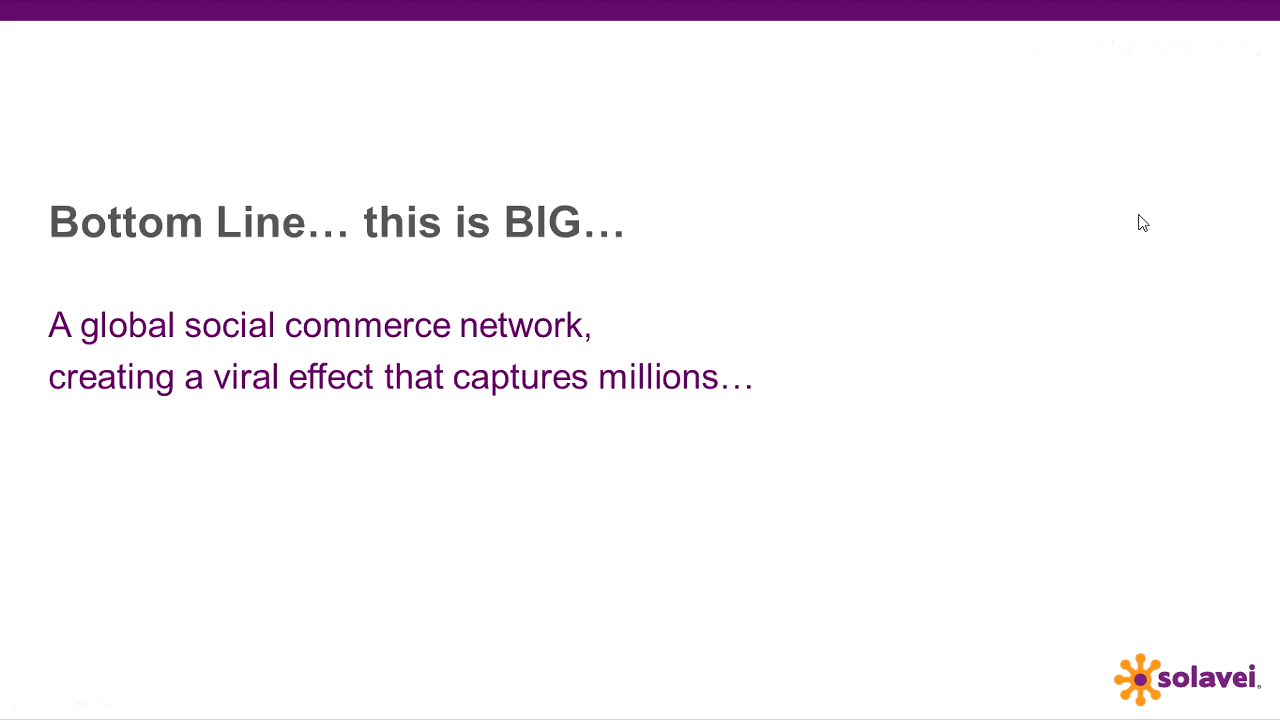 Bottom Line… this is BIG…
A global social commerce network,
creating a viral effect that captures millions…
solavei